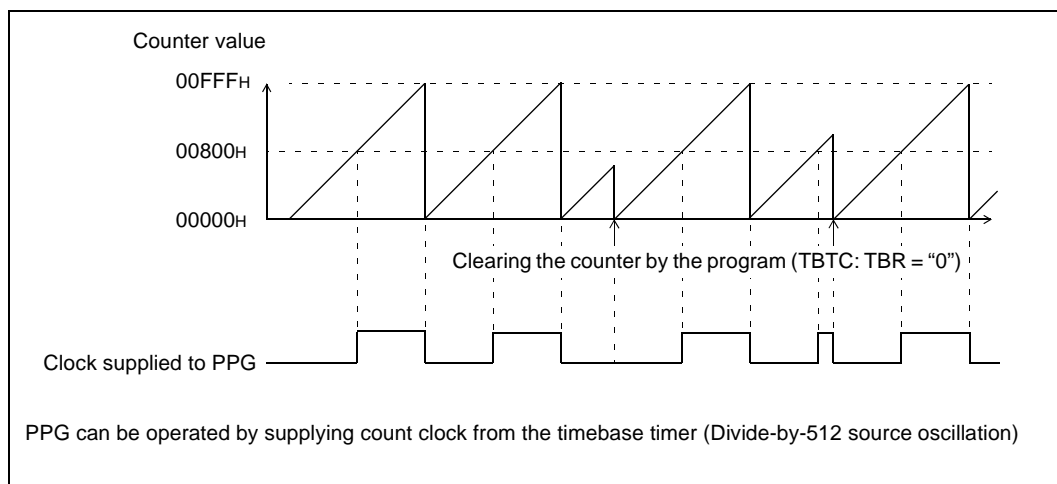 Counter value
00FFFH
00800H
00000H
Clearing the counter by the program (TBTC: TBR = “0”)
Clock supplied to PPG
PPG can be operated by supplying count clock from the timebase timer (Divide-by-512 source oscillation)